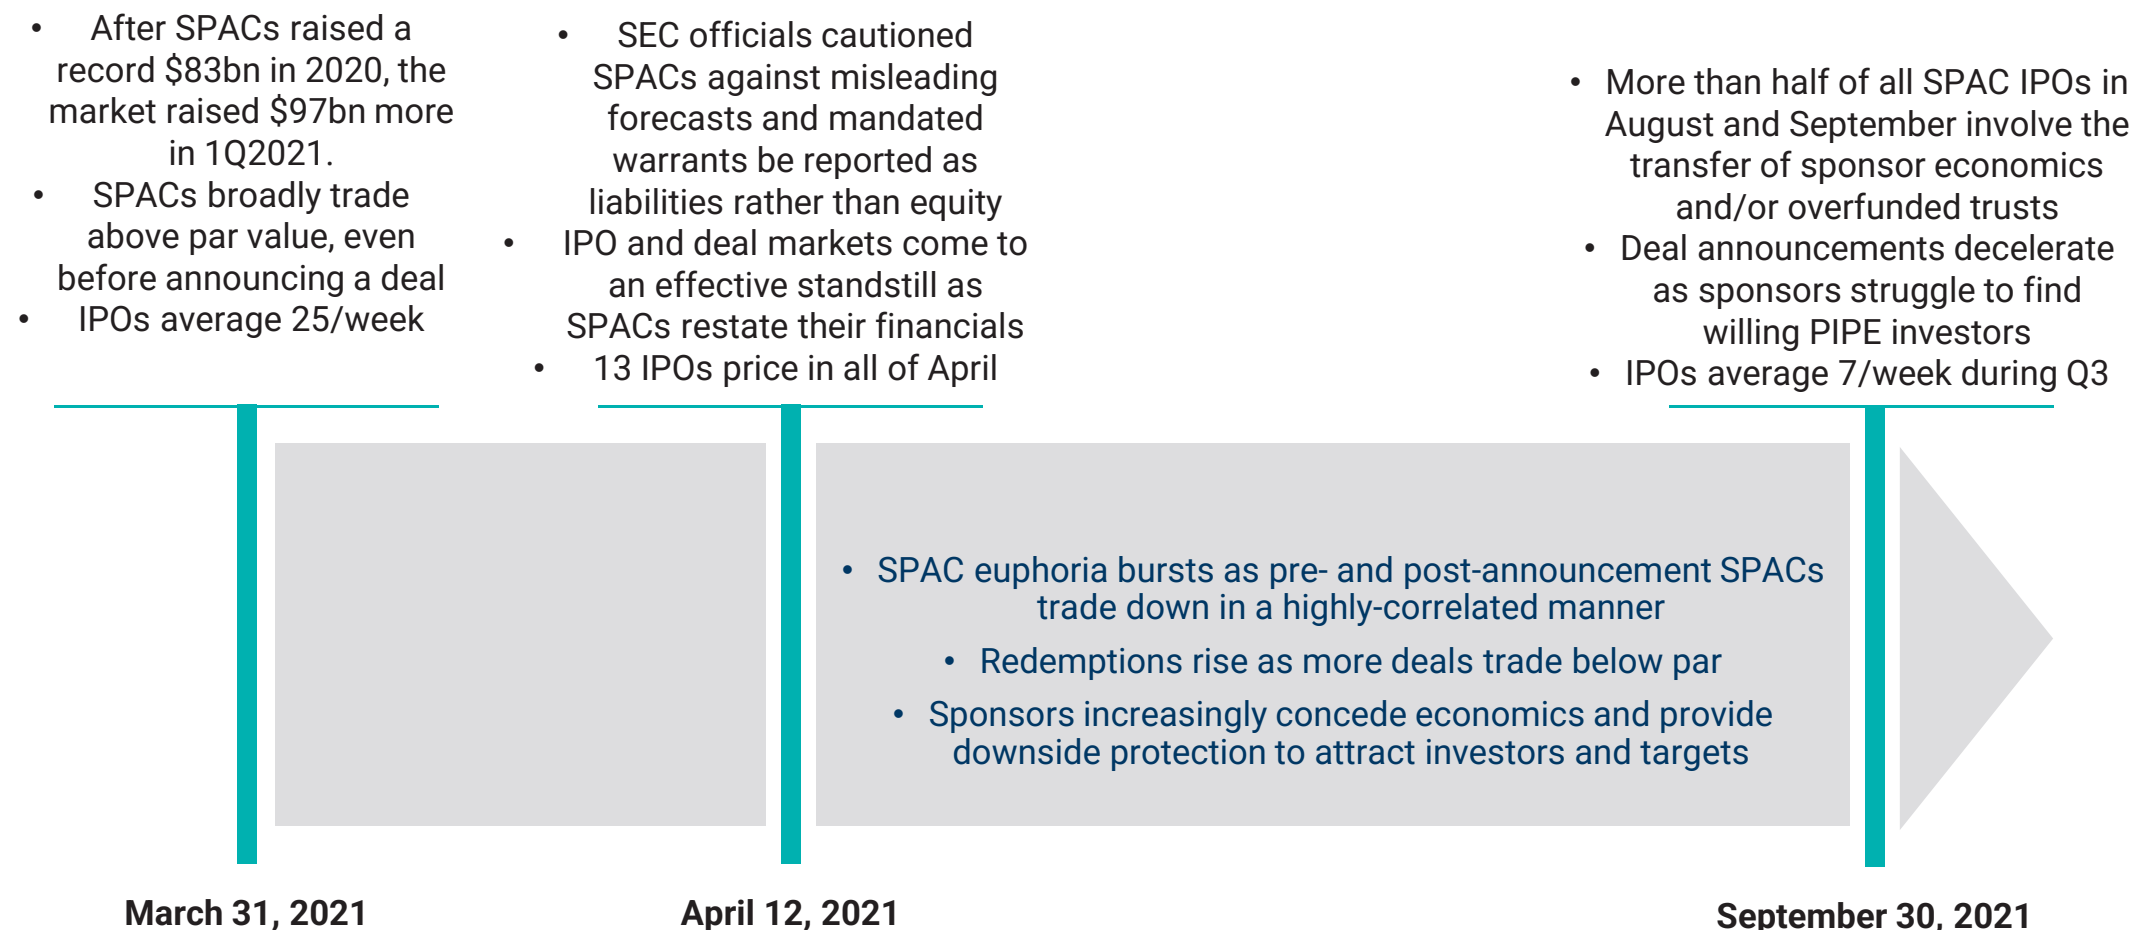 • After SPACs raised a
record $83bn in 2020, the
market raised $97bn more
in 1Q2021.
• SPACs broadly trade
above par value, even
before announcing a deal
• IPOs average 25/week
• SEC officials cautioned
SPACs against misleading
forecasts and mandated
warrants be reported as
liabilities rather than equity
• IPO and deal markets come to
an effective standstill as
SPACs restate their financials
• 13 IPOs price in all of April
• More than half of all SPAC IPOs in
August and September involve the
transfer of sponsor economics
and/or overfunded trusts
• Deal announcements decelerate
as sponsors struggle to find
willing PIPE investors
• IPOs average 7/week during Q3
• SPAC euphoria bursts as pre- and post-announcement SPACs
trade down in a highly-correlated manner
• Redemptions rise as more deals trade below par
• Sponsors increasingly concede economics and provide
downside protection to attract investors and targets
March 31, 2021
April 12, 2021
September 30, 2021